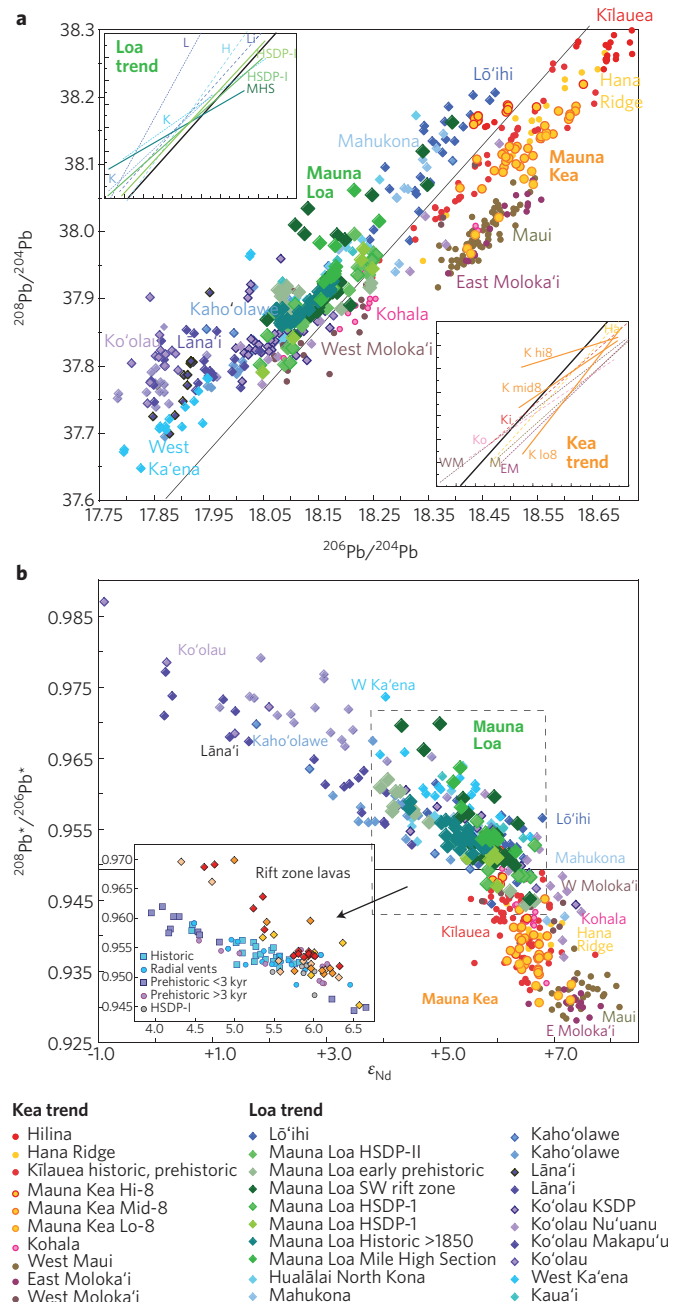 a
38.3
38.2
38.1
38.0
37.9
37.8
37.7
37.6
²⁰⁸Pb/²⁰⁴Pb
17.75
17.85
17.95
18.05
18.15
18.25
18.35
18.45
18.55
18.65
²⁰⁶Pb/²⁰⁴Pb
Loa
trend
L
H
Li
HSDP-I
HSDP-I
MHS
K
K
Kīlauea
Lō‘ihi
Hana
Ridge
Mahukona
Mauna
Loa
Mauna
Kea
Maui
East Moloka‘i
Kaho‘olawe
Kohala
Ko‘olau
Lāna‘i
West Moloka‘i
West
Ka‘ena
K hi8
K mid8
Ki
Ko
Kea
trend
K lo8
WM
M
EM
b
0.985
0.975
0.965
0.955
0.945
0.935
0.925
²⁰⁸Pb*/²⁰⁶Pb*
-1.0
+1.0
+3.0
+5.0
+7.0
εNd
Ko‘olau
W Ka‘ena
Mauna
Loa
Lāna‘i
Kaho‘olawe
Lō‘ihi
Mahukona
W Moloka‘i
Kohala
Kīlauea
Hana
Ridge
Mauna Kea
Maui
E Moloka‘i
0.970
0.965
0.960
0.955
0.950
0.945
Rift zone lavas
Historic
Radial vents
Prehistoric <3 kyr
Prehistoric >3 kyr
HSDP-I
4.0
4.5
5.0
5.5
6.0
6.5
Kea trend
Hilina
Hana Ridge
Kīlauea historic, prehistoric
Mauna Kea Hi-8
Mauna Kea Mid-8
Mauna Kea Lo-8
Kohala
West Maui
East Moloka‘i
West Moloka‘i
Loa trend
Lō‘ihi
Mauna Loa HSDP-II
Mauna Loa early prehistoric
Mauna Loa SW rift zone
Mauna Loa HSDP-1
Mauna Loa HSDP-1
Mauna Loa Historic >1850
Mauna Loa Mile High Section
Hualālai North Kona
Mahukona
Kaho‘olawe
Kaho‘olawe
Lāna‘i
Lāna‘i
Ko‘olau KSDP
Ko‘olau Nu‘uanu
Ko‘olau Makapu‘u
Ko‘olau
West Ka‘ena
Kaua‘i